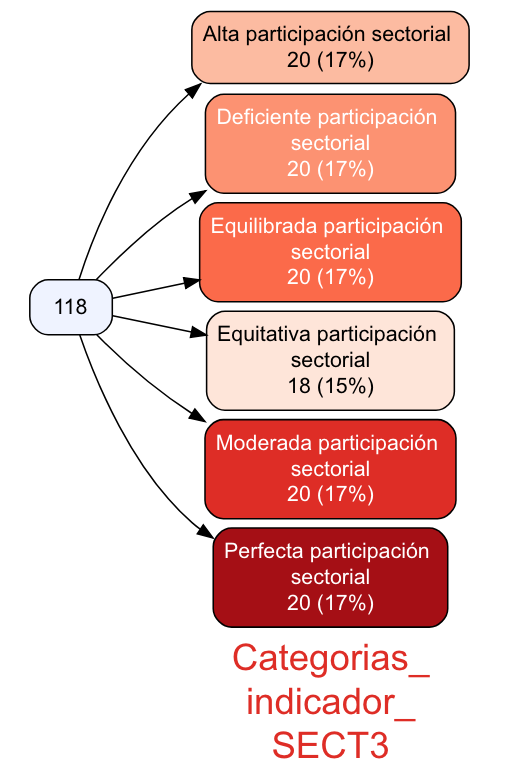 Alta participación sectorial
20 (17%)
Deficiente participación
sectorial
20 (17%)
Equilibrada participación
sectorial
20 (17%)
118
Equitativa participación
sectorial
18 (15%)
Moderada participación
sectorial
20 (17%)
Perfecta participación
sectorial
20 (17%)
Categorias_
indicador_
SECT3